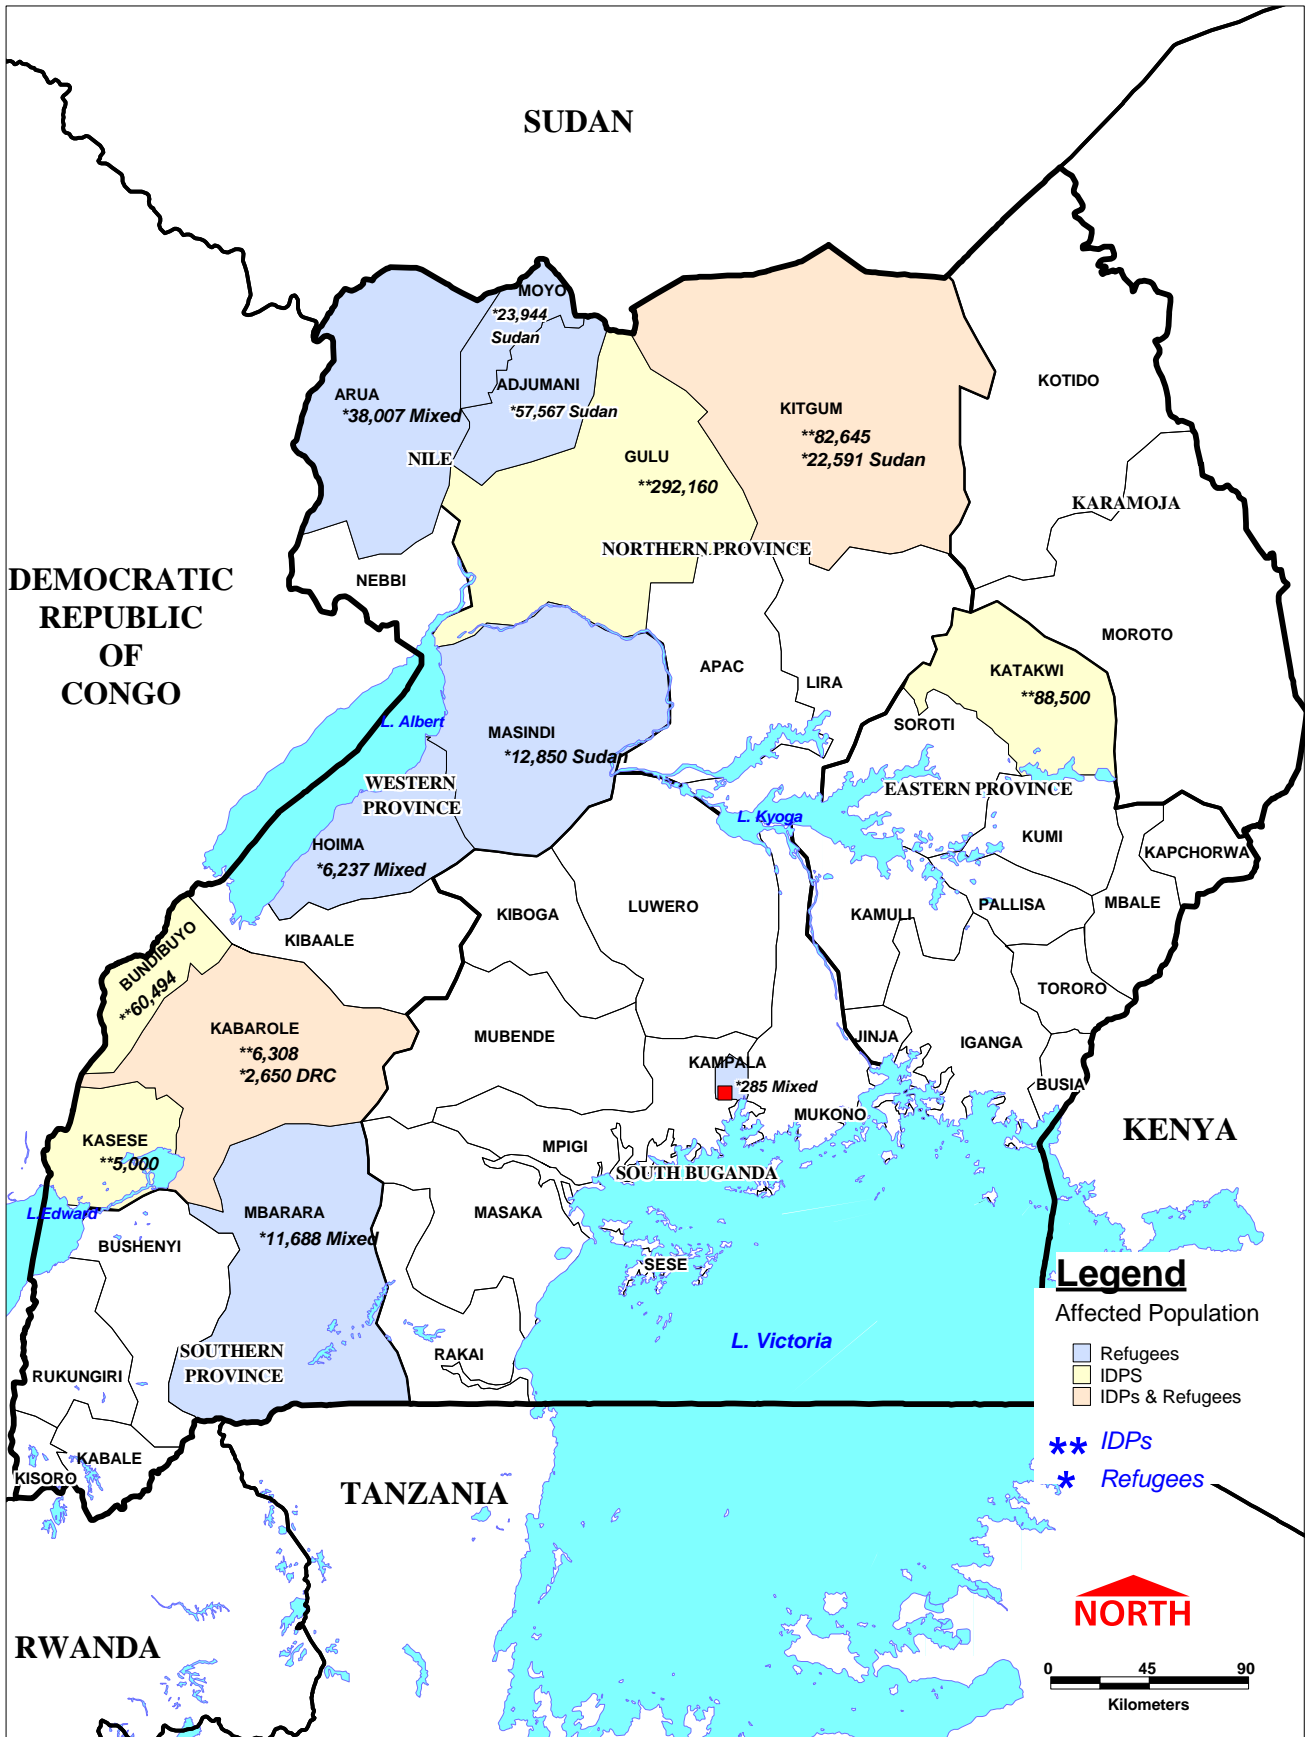 SUDAN
MOYO
*23,944
Sudan
ARUA
*38,007 Mixed
ADJUMANI
*57,567 Sudan
KITGUM
**82,645
*22,591 Sudan
KOTIDO
NILE
GULU
**292,160
KARAMOJA
NORTHERN PROVINCE
DEMOCRATIC
REPUBLIC
OF
CONGO
NEBBI
MOROTO
APAC
LIRA
KATAKWI
**88,500
SOROTI
L. Albert
MASINDI
*12,850 Sudan
WESTERN
PROVINCE
EASTERN PROVINCE
L. Kyoga
HOIMA
*6,237 Mixed
KUMI
KAPCHORWA
KIBOGA
LUWERO
KAMULI
PALLISA
MBALE
BUNDIBUYO
**60,494
KIBAALE
TORORO
KABAROLE
**6,308
*2,650 DRC
MUBENDE
JINJA
IGANGA
KAMPALA
*285 Mixed
BUSIA
MUKONO
KENYA
KASESE
**5,000
MPIGI
SOUTH BUGANDA
L.Edward
MBARARA
*11,688 Mixed
MASAKA
BUSHENYI
SESE
L. Victoria
RAKAI
SOUTHERN
PROVINCE
RUKUNGIRI
KABALE
KISORO
TANZANIA
RWANDA
Legend
Affected Population
Refugees
IDPS
IDPs & Refugees
** IDPs
* Refugees
NORTH
0 45 90
Kilometers